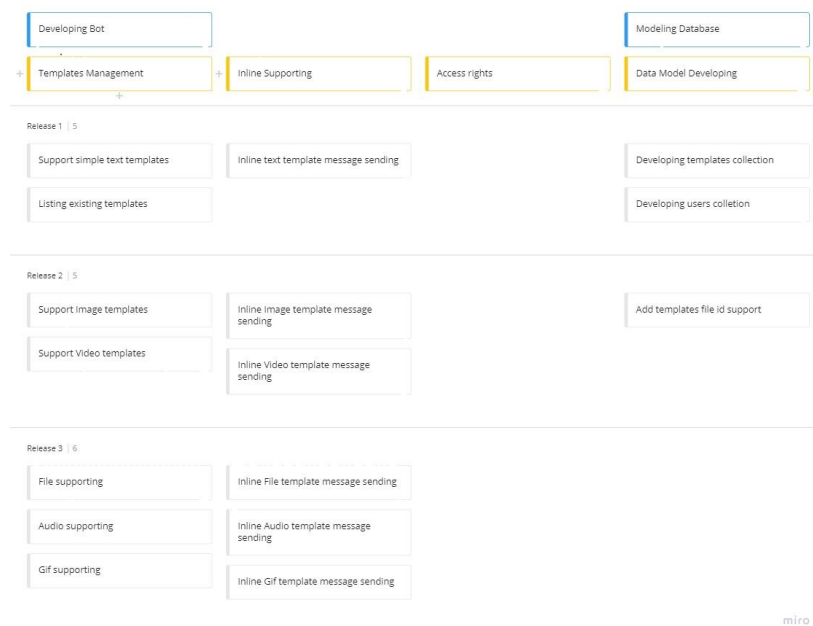 Developing Bot
Modeling Database
Templates Management
Inline Supporting
Access rights
Data Model Developing
Release 1 | 5
Support simple text templates
Inline text template message sending
Developing templates collection
Listing existing templates
Developing users colletion
Release 2 | 5
Support Image templates
Inline Image template message
sending
Add templates file id support
Support Video templates
Inline Video template message
sending
Release 3 | 6
File supporting
Inline File template message sending
Audio supporting
Inline Audio template message
sending
Gif supporting
Inline Gif template message sending
miro